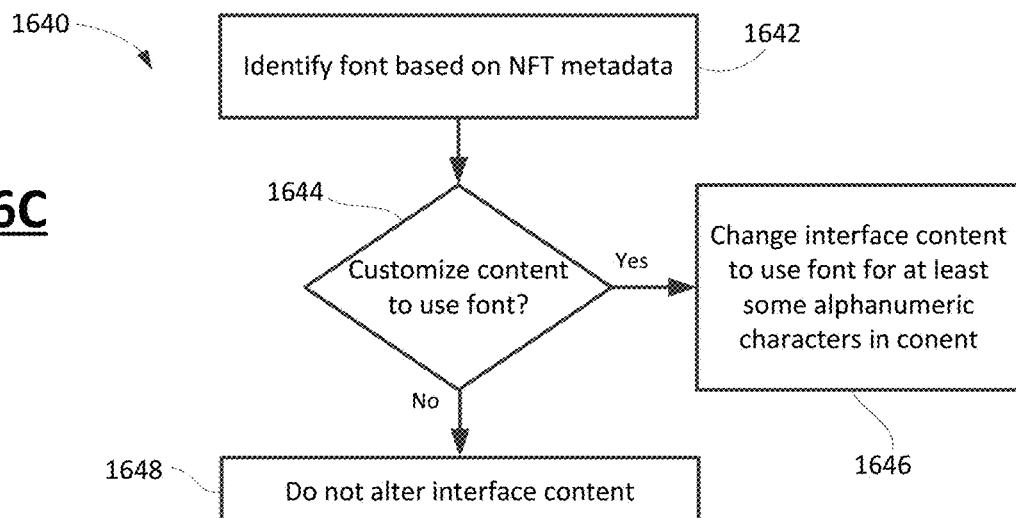 1640
Identify font based on NFT metadata
1642
6C
1644
Customize content
to use font?
Yes
Change interface content
to use font for at least
some alphanumeric
characters in conent
1646
No
1648
Do not alter interface content